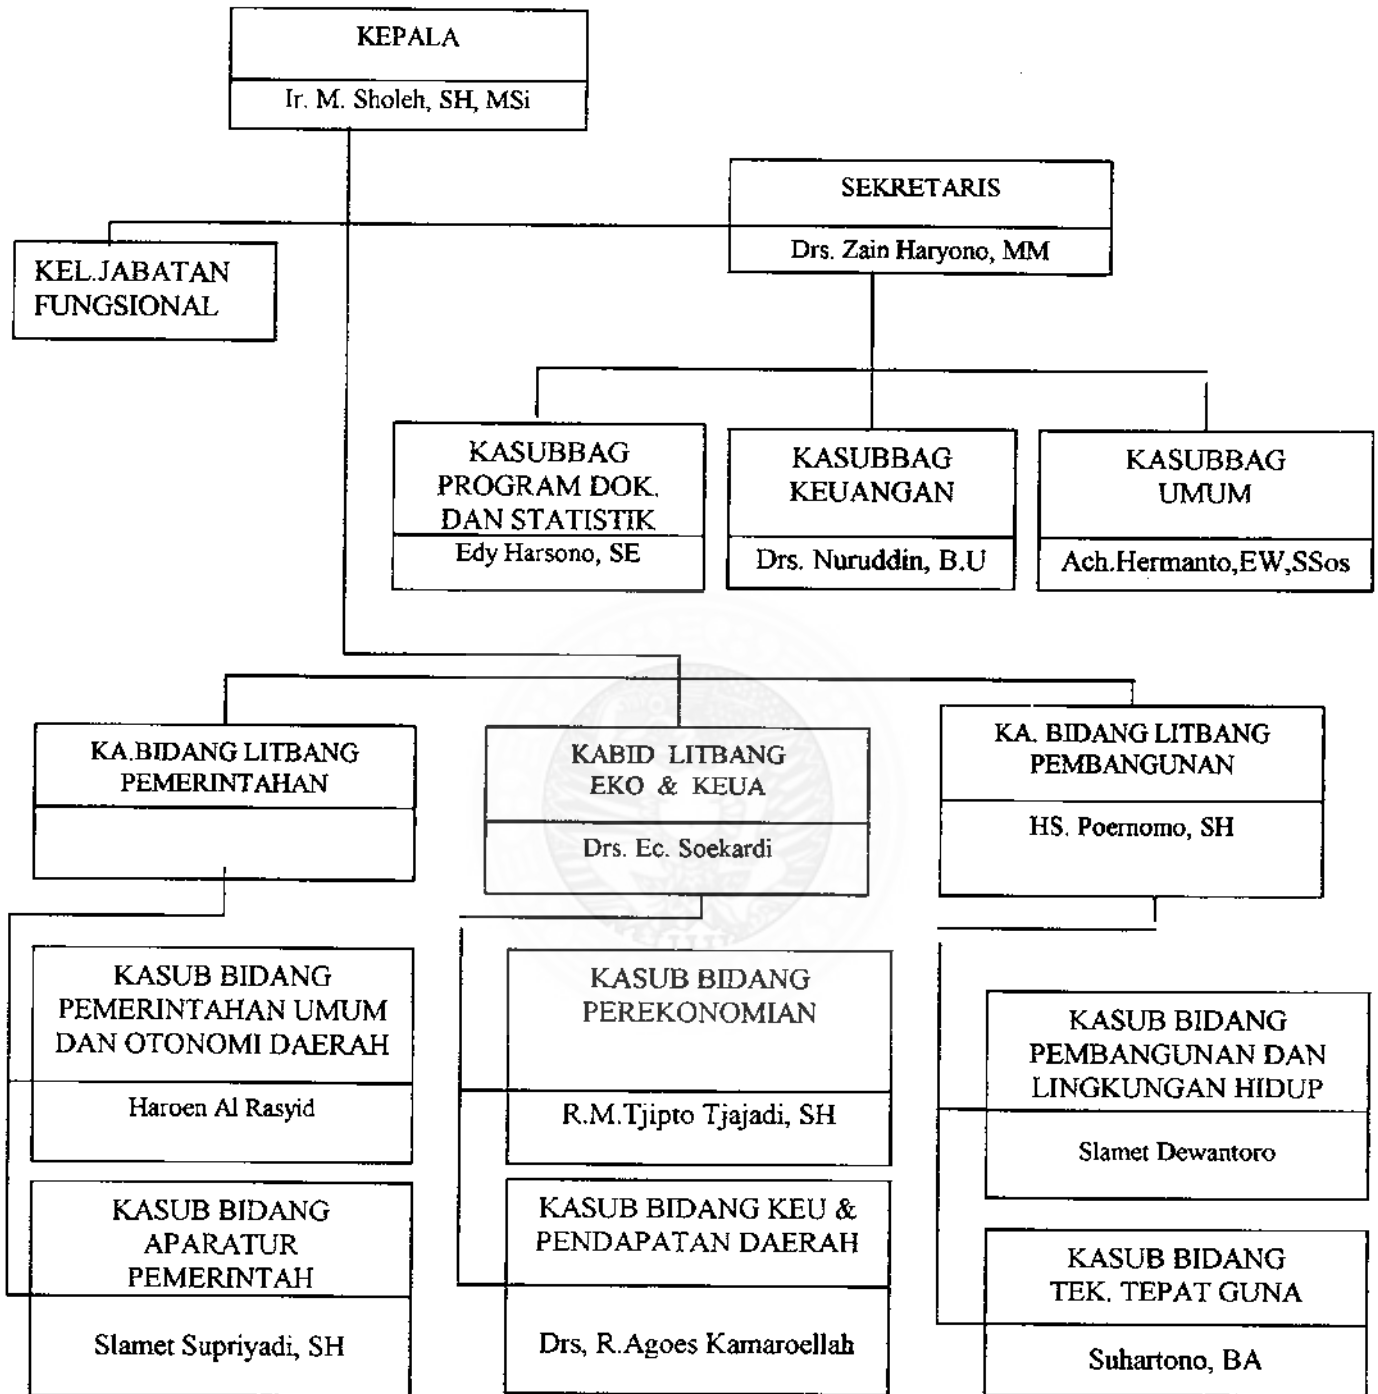 KEPALA
Ir. M. Sholeh, SH, MSi
SEKRETARIS
Drs. Zain Haryono, MM
KEL.JABATAN
FUNGSIONAL
KASUBBAG
PROGRAM DOK.
DAN STATISTIK
Edy Harsono, SE
KASUBBAG
KEUANGAN
Drs. Nuruddin, B.U
KASUBBAG
UMUM
Ach.Hermanto,EW,SSos
KA.BIDANG LITBANG
PEMERINTAHAN
KABID LITBANG
EKO & KEUA
Drs. Ec. Soekardi
KA. BIDANG LITBANG
PEMBANGUNAN
HS. Poernomo, SH
KASUB BIDANG
PEMERINTAHAN UMUM
DAN OTONOMI DAERAH
Haroen Al Rasyid
KASUB BIDANG
APARATUR
PEMERINTAH
Slamet Supriyadi, SH
KASUB BIDANG
PEREKONOMIAN
R.M.Tjipto Tjajadi, SH
KASUB BIDANG KEU &
PENDAPATAN DAERAH
Drs, R.Agoes Kamaroellah
KASUB BIDANG
PEMBANGUNAN DAN
LINGKUNGAN HIDUP
Slamet Dewantoro
KASUB BIDANG
TEK. TEPAT GUNA
Suhartono, BA